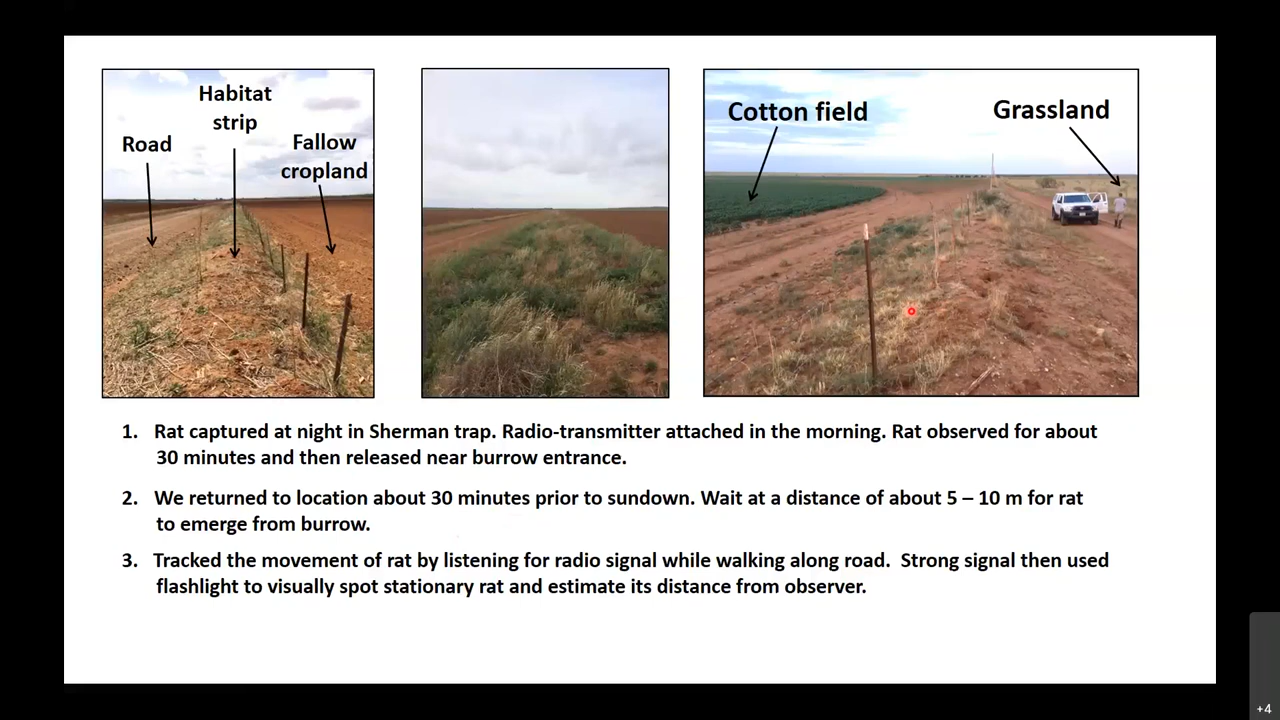 Habitat
strip
Road
Fallow
cropland
Cotton field
Grassland
1. Rat captured at night in Sherman trap. Radio-transmitter attached in the morning. Rat observed for about
30 minutes and then released near burrow entrance.
2. We returned to location about 30 minutes prior to sundown. Wait at a distance of about 5 – 10 m for rat
to emerge from burrow.
3. Tracked the movement of rat by listening for radio signal while walking along road. Strong signal then used
flashlight to visually spot stationary rat and estimate its distance from observer.
+4